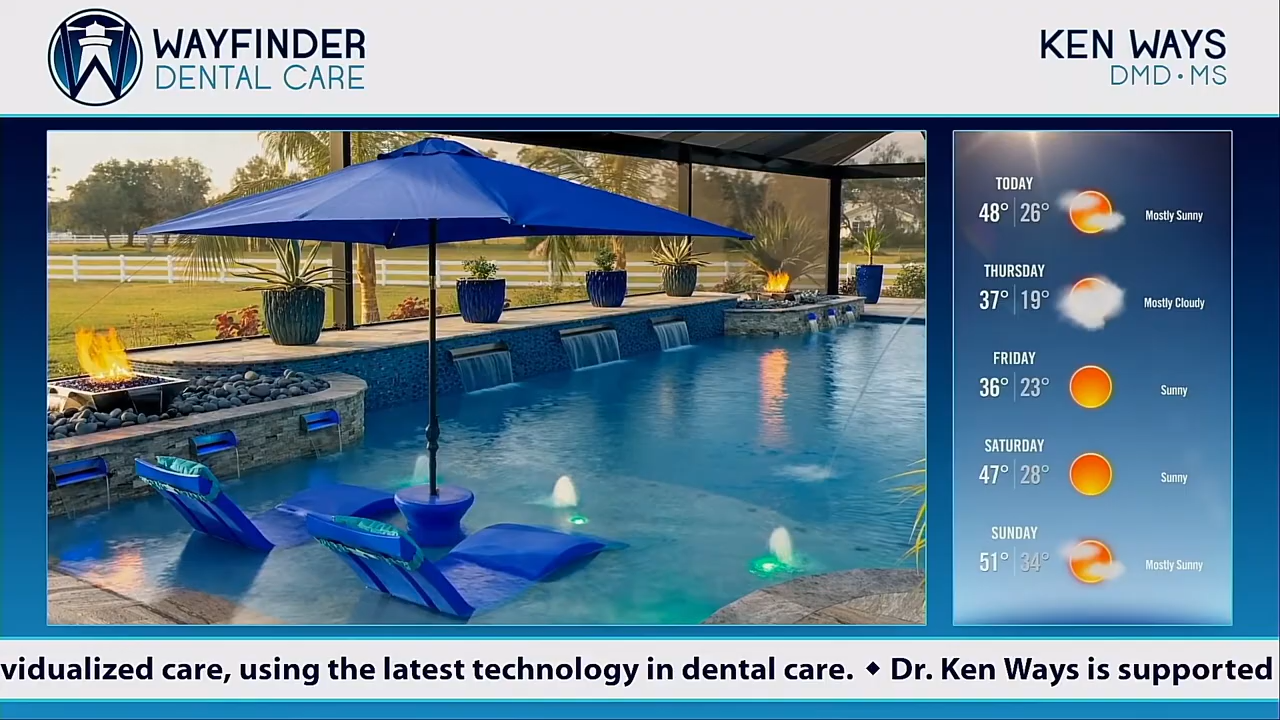 WAYFINDER
DENTAL CARE
KEN WAYS
DMD • MS
TODAY
48° 26°
Mostly Sunny
THURSDAY
37° 19°
Mostly Cloudy
FRIDAY
36° 23°
Sunny
SATURDAY
47° 28°
Sunny
SUNDAY
51° 34°
Mostly Sunny
vidualized care, using the latest technology in dental care. ◆ Dr. Ken Ways is supported